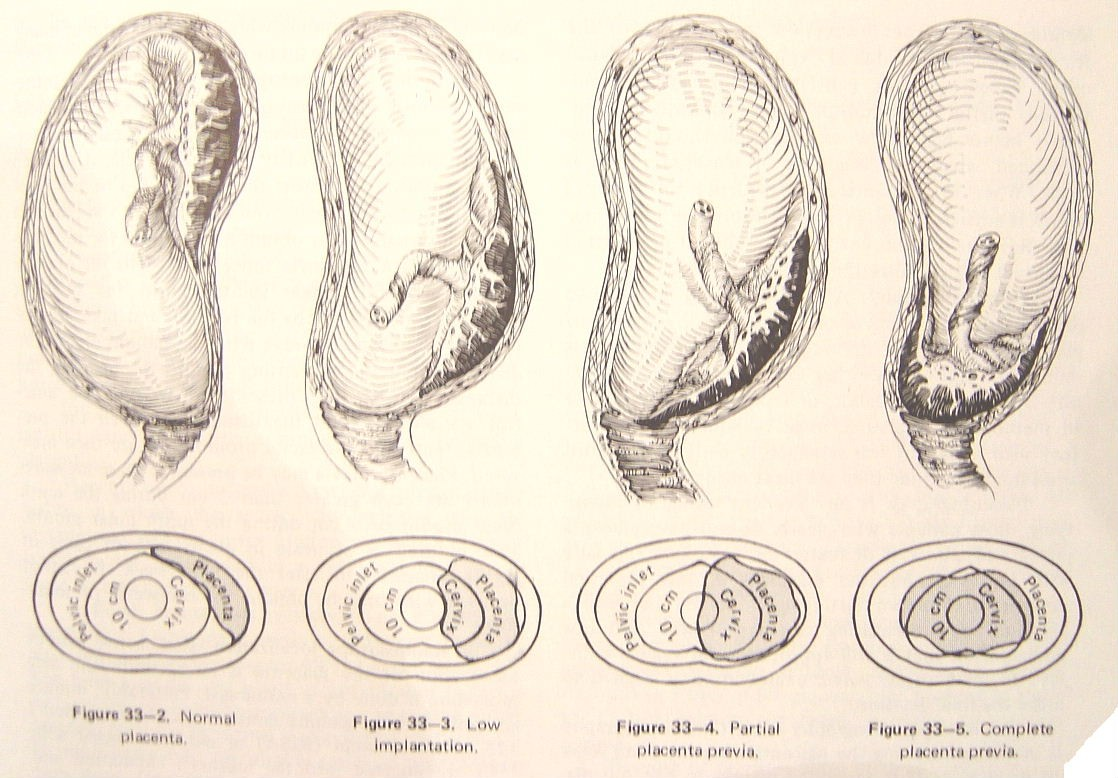 Pelvic inlet
10 cm
Cervix
Placenta
Pelvic inlet
10 cm
Cervix
Placenta
Pelvic inlet
10 cm
Cervix
Placenta
10 cm
Cervix
Placenta
Figure 33—2. Normal
placenta.
Figure 33—3. Low
implantation.
Figure 33—4. Partial
placenta previa.
Figure 33—5. Complete
placenta previa.